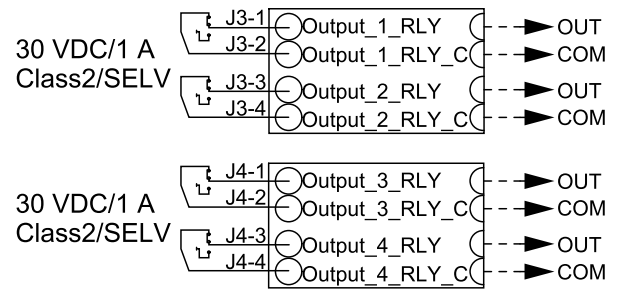 J3-1 Output_1_RLY OUT
J3-2 Output_1_RLY_C COM
30 VDC/1 A
Class2/SELV
J3-3 Output_2_RLY OUT
J3-4 Output_2_RLY_C COM
J4-1 Output_3_RLY OUT
J4-2 Output_3_RLY_C COM
30 VDC/1 A
Class2/SELV
J4-3 Output_4_RLY OUT
J4-4 Output_4_RLY_C COM